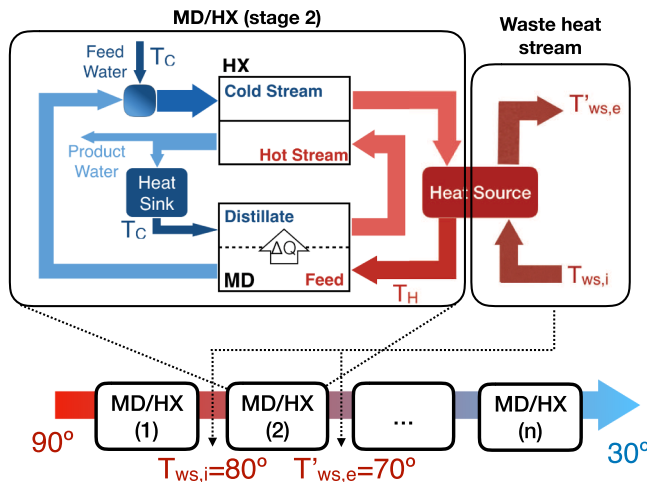 MD/HX (stage 2)
Waste heat
stream
Feed
Water
TC
HX
Cold Stream
Hot Stream
Product
Water
Heat
Sink
TC
Distillate
ΔQ
MD
Feed
TH
Heat Source
T'ws,e
Tws,i
MD/HX
(1)
MD/HX
(2)
...
MD/HX
(n)
90º
Tws,i=80º
T'ws,e=70º
30º